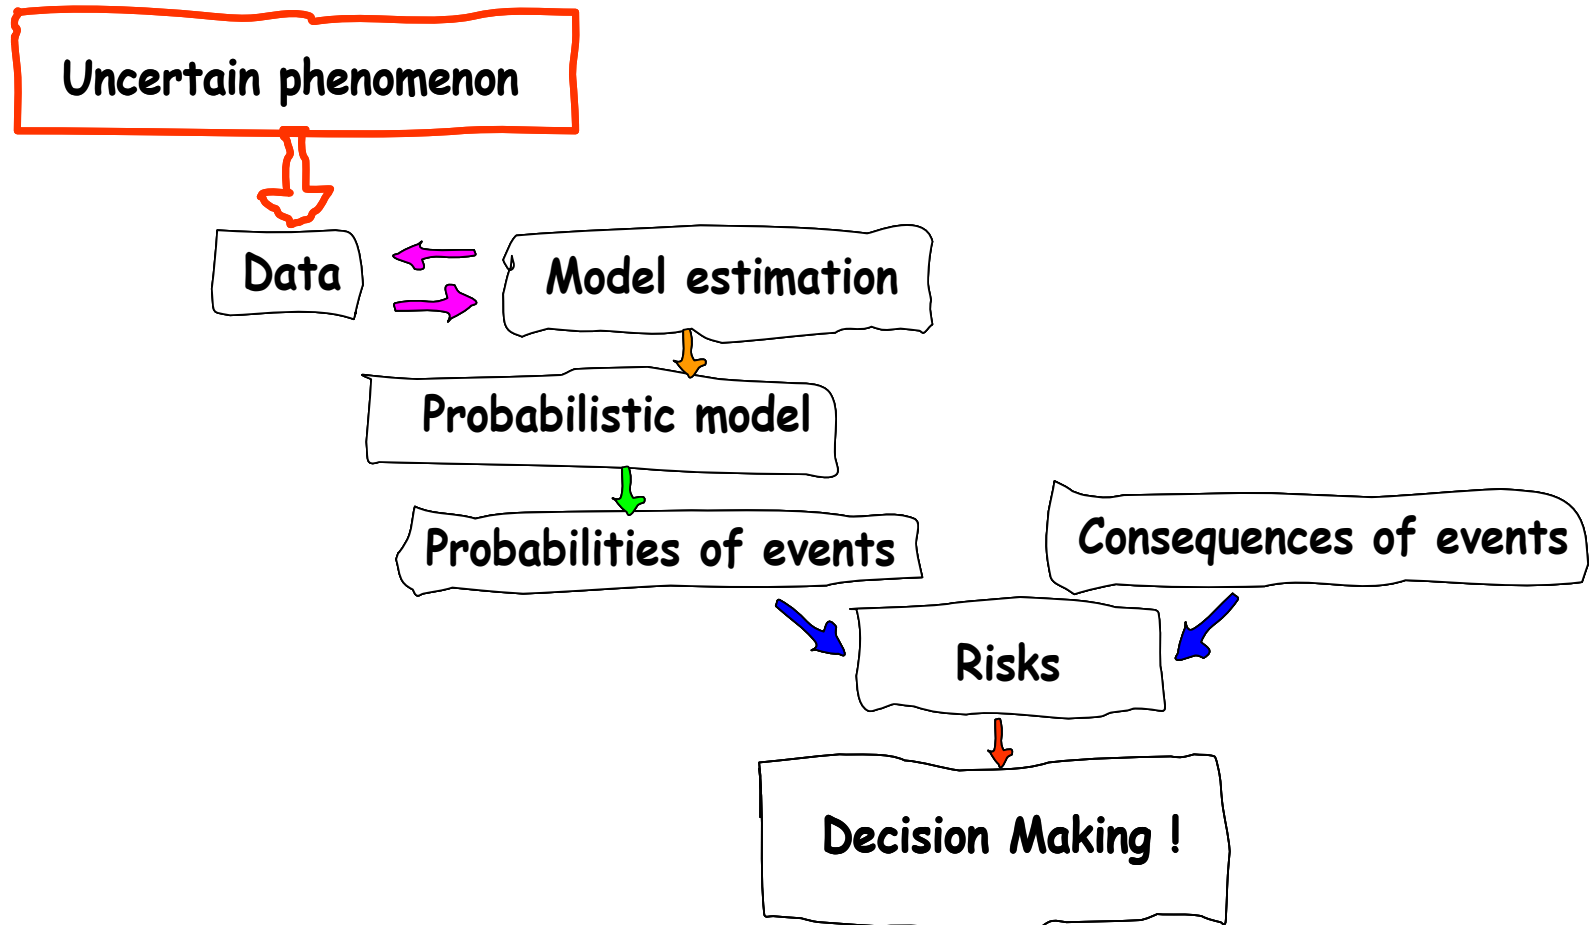 Uncertain phenomenon
Data
Model estimation
Probabilistic model
Probabilities of events
Consequences of events
Risks
Decision Making !